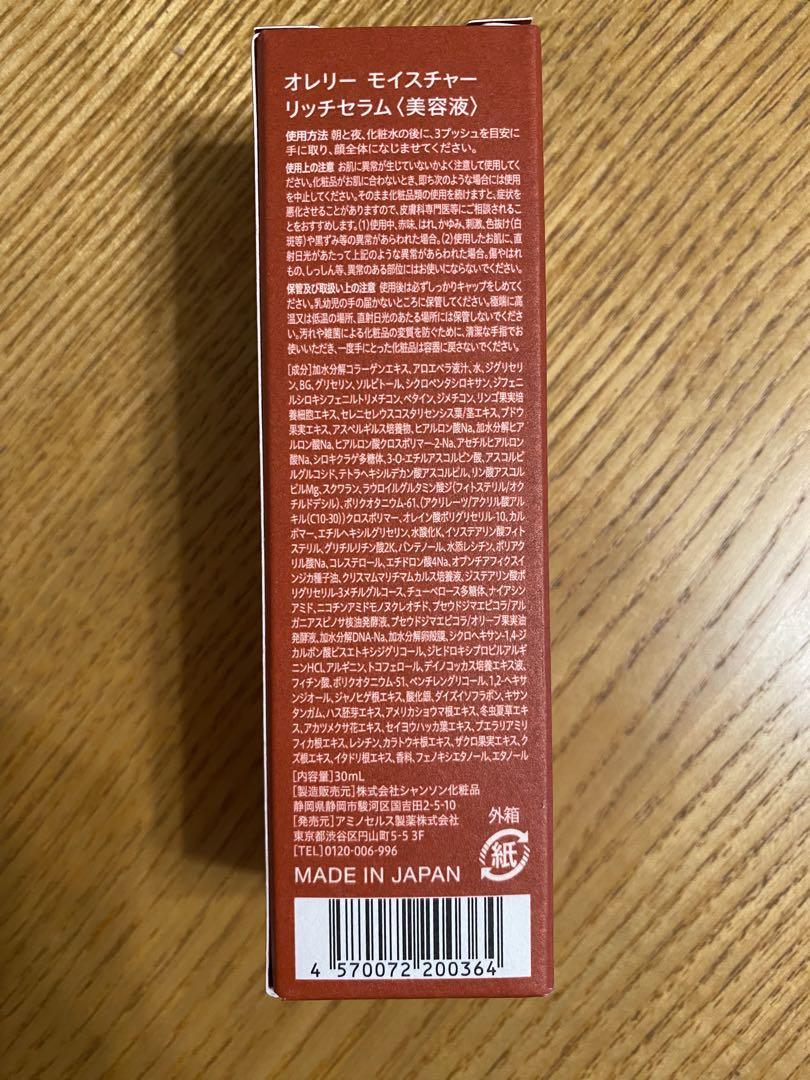 オレリー モイスチャー
リッチセラム〈美容液〉
使用方法 朝と夜、化粧水の後に、3プッシュを目安に
手に取り、顔全体になじませてください。
使用上の注意 お肌に異常が生じていないかよく注意して使用してく
ださい。化粧品がお肌に合わないとき、即ち次のような場合には使用
を中止してください。そのまま化粧品類の使用を続けますと、症状を
悪化させることがありますので、皮膚科専門医等にご相談されるこ
とをおすすめします。(1)使用中、赤味、はれ、かゆみ、刺激、色抜け(白
斑等)や黒ずみ等の異常があらわれた場合。(2)使用したお肌に、直
射日光があたって上記のような異常があらわれた場合。傷やはれ
もの、しっしん等、異常のある部位にはお使いにならないでください。
保管及び取扱い上の注意 使用後は必ずしっかりキャップをしめてく
ださい。乳幼児の手の届かないところに保管してください。極端に高
温又は低温の場所、直射日光のあたる場所には保管しないでくださ
い。汚れや雑菌による化粧品の変質を防ぐために、清潔な手指でお
使いいただき、一度手にとった化粧品は容器に戻さないでください。
[成分]加水分解コラーゲンエキス、アロエベラ液汁、水、ジグリセリ
ン、BG、グリセリン、ソルビトール、シクロペンタシロキサン、ジフェニ
ルシロキシフェニルトリメチコン、ベタイン、ジメチコン、リンゴ果実培
養細胞エキス、セレニセレウスコスタリセンシス葉/茎エキス、ブドウ
果実エキス、アスペルギルス培養物、ヒアルロン酸Na、加水分解ヒア
ルロン酸Na、ヒアルロン酸クロスポリマー-2-Na、アセチルヒアルロン
酸Na、シロキクラゲ多糖体、3-O-エチルアスコルビン酸、アスコルビ
ルグルコシド、テトラヘキシルデカン酸アスコルビル、リン酸アスコル
ビルMg、スクワラン、ラウロイルグルタミン酸ジ(フィトステリル/オク
チルドデシル)、ポリクオタニウム-61、(アクリレーツ/アクリル酸アル
キル(C10-30))クロスポリマー、オレイン酸ポリグリセリル-10、カル
ボマー、エチルヘキシルグリセリン、水酸化K、イソステアリン酸フィト
ステリル、グリチルリチン酸2K、パンテノール、水添レシチン、ポリアク
リル酸Na、コレステロール、エチドロン酸4Na、オプンチアフィクスイ
ンジカ種子油、クリスマムマリチマムカルス培養液、ジステアリン酸ポ
リグリセリル-3メチルグルコース、チューベロース多糖体、ナイアシン
アミド、ニコチンアミドモノヌクレオチド、プセウドジマエピコラ/アル
ガニアスピノサ核油発酵液、プセウドジマエピコラ/オリーブ果実油
発酵液、加水分解DNA-Na、加水分解卵殻膜、シクロヘキサン-1,4-ジ
カルボン酸ビスエトキシジグリコール、ジヒドロキシプロピルアルギ
ニンHCl、アルギニン、トコフェロール、デイノコッカス培養エキス液、
フィチン酸、ポリクオタニウム-51、ペンチレングリコール、1,2-ヘキサ
ンジオール、ジャノヒゲ根エキス、酸化銀、ダイズイソフラボン、キサン
タンガム、ハス胚芽エキス、アメリカショウマ根エキス、冬虫夏草エキ
ス、アカツメクサ花エキス、セイヨウハッカ葉エキス、プエラリアミリ
フィカ根エキス、レシチン、カラトウキ根エキス、ザクロ果実エキス、ク
ズ根エキス、イタドリ根エキス、香料、フェノキシエタノール、エタノール
[内容量]30mL
[製造販売元]株式会社シャンソン化粧品
静岡県静岡市駿河区国吉田2-5-10
[発売元]アミノセルス製薬株式会社
東京都渋谷区円山町5-5 3F
[TEL]0120-006-996
外箱
紙
MADE IN JAPAN
4 570072 200364